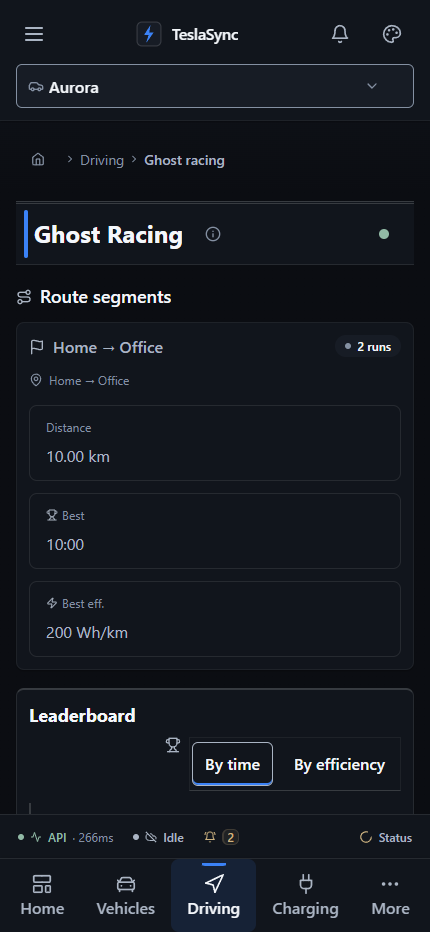 TeslaSync
Aurora
Driving
Ghost racing
Ghost Racing
Route segments
Home → Office
2 runs
Home → Office
Distance
10.00 km
Best
10:00
Best eff.
200 Wh/km
Leaderboard
By time
By efficiency
API · 266ms
Idle
2
Status
Home
Vehicles
Driving
Charging
More